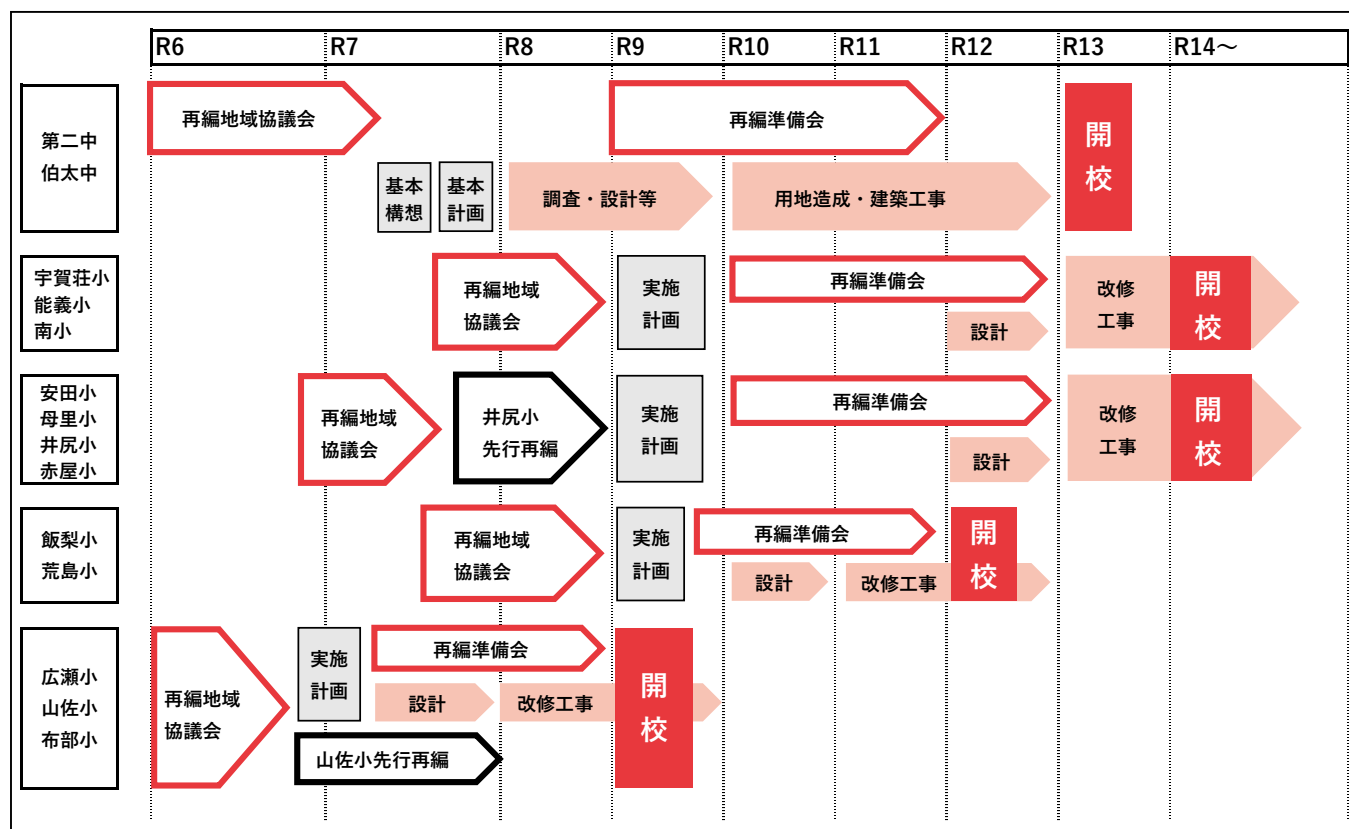 R6 R7 R8 R9 R10 R11 R12 R13 R14～
第二中
伯太中
再編地域協議会
再編準備会
基本
構想
基本
計画
調査・設計等
用地造成・建築工事
開
校
宇賀荘小
能義小
南小
再編地域
協議会
実施
計画
再編準備会
設計
改修
工事
開
校
安田小
母里小
井尻小
赤屋小
再編地域
協議会
井尻小
先行再編
実施
計画
再編準備会
設計
改修
工事
開
校
飯梨小
荒島小
再編地域
協議会
実施
計画
再編準備会
設計
改修工事
開
校
広瀬小
山佐小
布部小
再編地域
協議会
実施
計画
再編準備会
設計
改修工事
山佐小先行再編
開
校